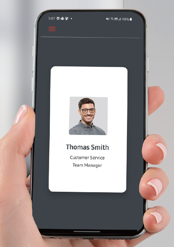 Thomas Smith
Customer Service
Team Manager